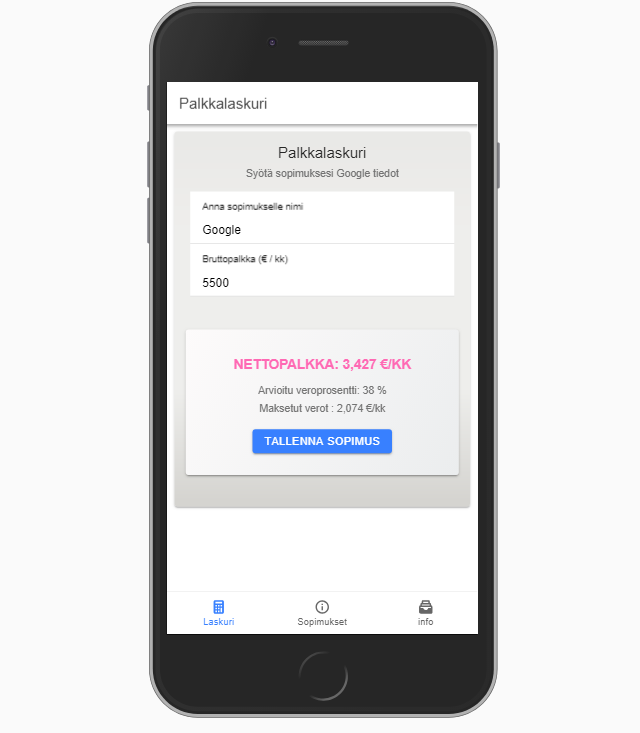 Palkkalaskuri
Palkkalaskuri
Syötä sopimuksesi Google tiedot
Anna sopimukselle nimi
Google
Bruttopalkka (€ / kk)
5500
NETTOPALKKA: 3,427 €/KK
Arvioitu veroprosentti: 38 %
Maksetut verot : 2,074 €/kk
TALLENNA SOPIMUS
Laskuri
Sopimukset
info